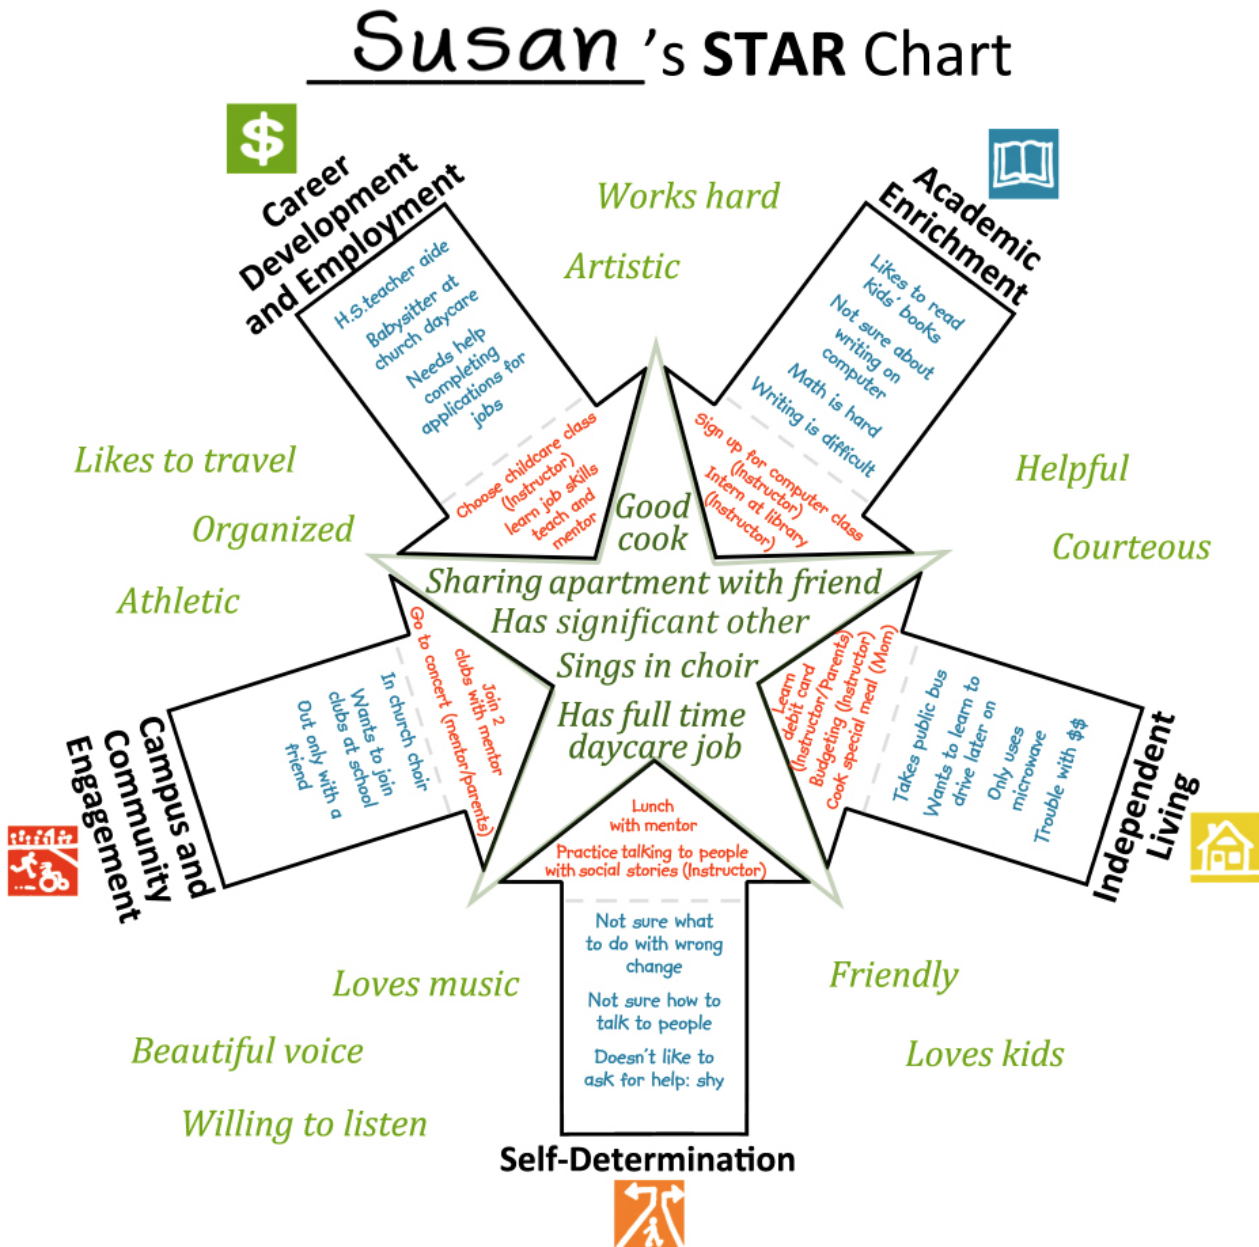 Susan's STAR Chart
$
Career
Development
and Employment
H.S. teacher aide
Babysitter at
church daycare
Needs help
completing
applications for
jobs
Choose childcare class
(Instructor)
learn job skills
teach and
mentor
Works hard
Artistic
Academic
Enrichment
Likes to read
kids' books
Not sure about
writing on
computer
Math is hard
Writing is difficult
Sign up for computer class
(Instructor)
Intern at library
(Instructor)
Likes to travel
Organized
Athletic
Helpful
Courteous
Good
cook
Sharing apartment with friend
Has significant other
Sings in choir
Has full time
daycare job
Campus and
Community
Engagement
Go to concert (mentor/parents)
Join 2
clubs with mentor
In church choir
Wants to join
clubs at school
Out only with a
friend
Learn
debit card
(Instructor/Parents)
Budgeting (Instructor)
Cook special meal (Mom)
Takes public bus
Wants to learn to
drive later on
Only uses
microwave
Trouble with $$
Independent
Living
Lunch
with mentor
Practice talking to people
with social stories (Instructor)
Not sure what
to do with wrong
change
Not sure how to
talk to people
Doesn't like to
ask for help: shy
Self-Determination
Loves music
Beautiful voice
Willing to listen
Friendly
Loves kids